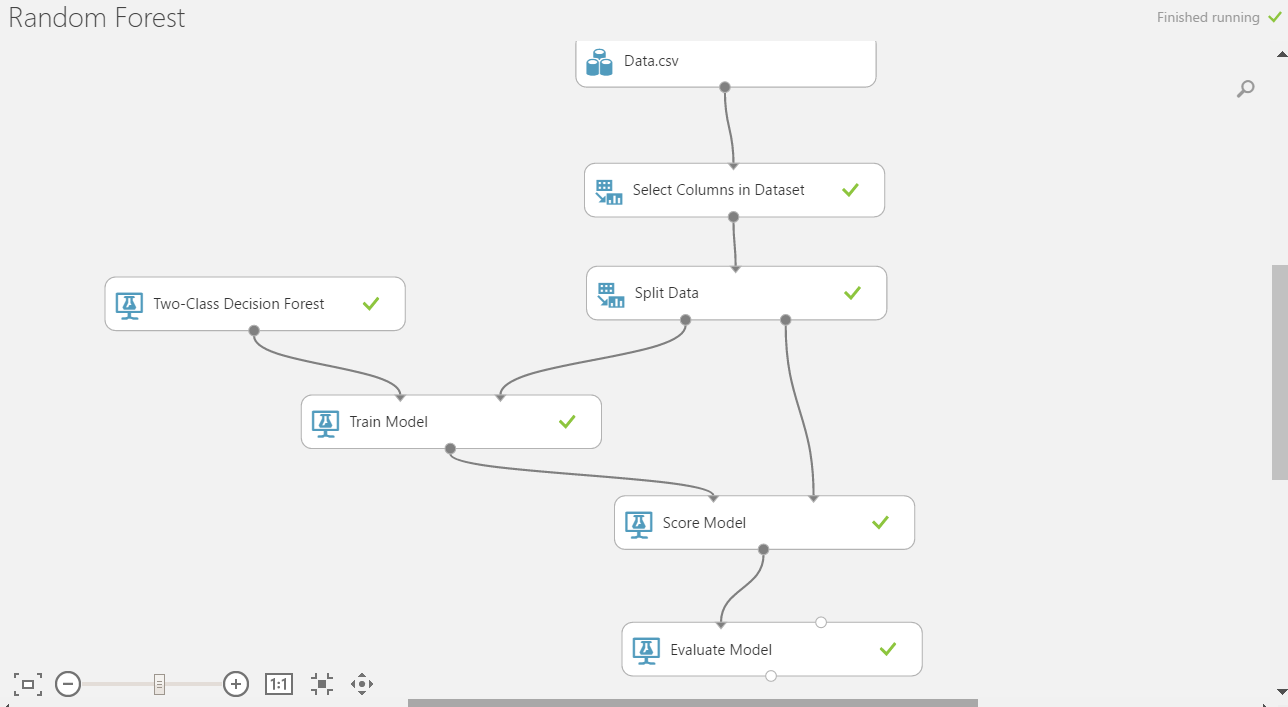 Random Forest
Finished running
Data.csv
Select Columns in Dataset
Split Data
Two-Class Decision Forest
Train Model
Score Model
Evaluate Model
1:1